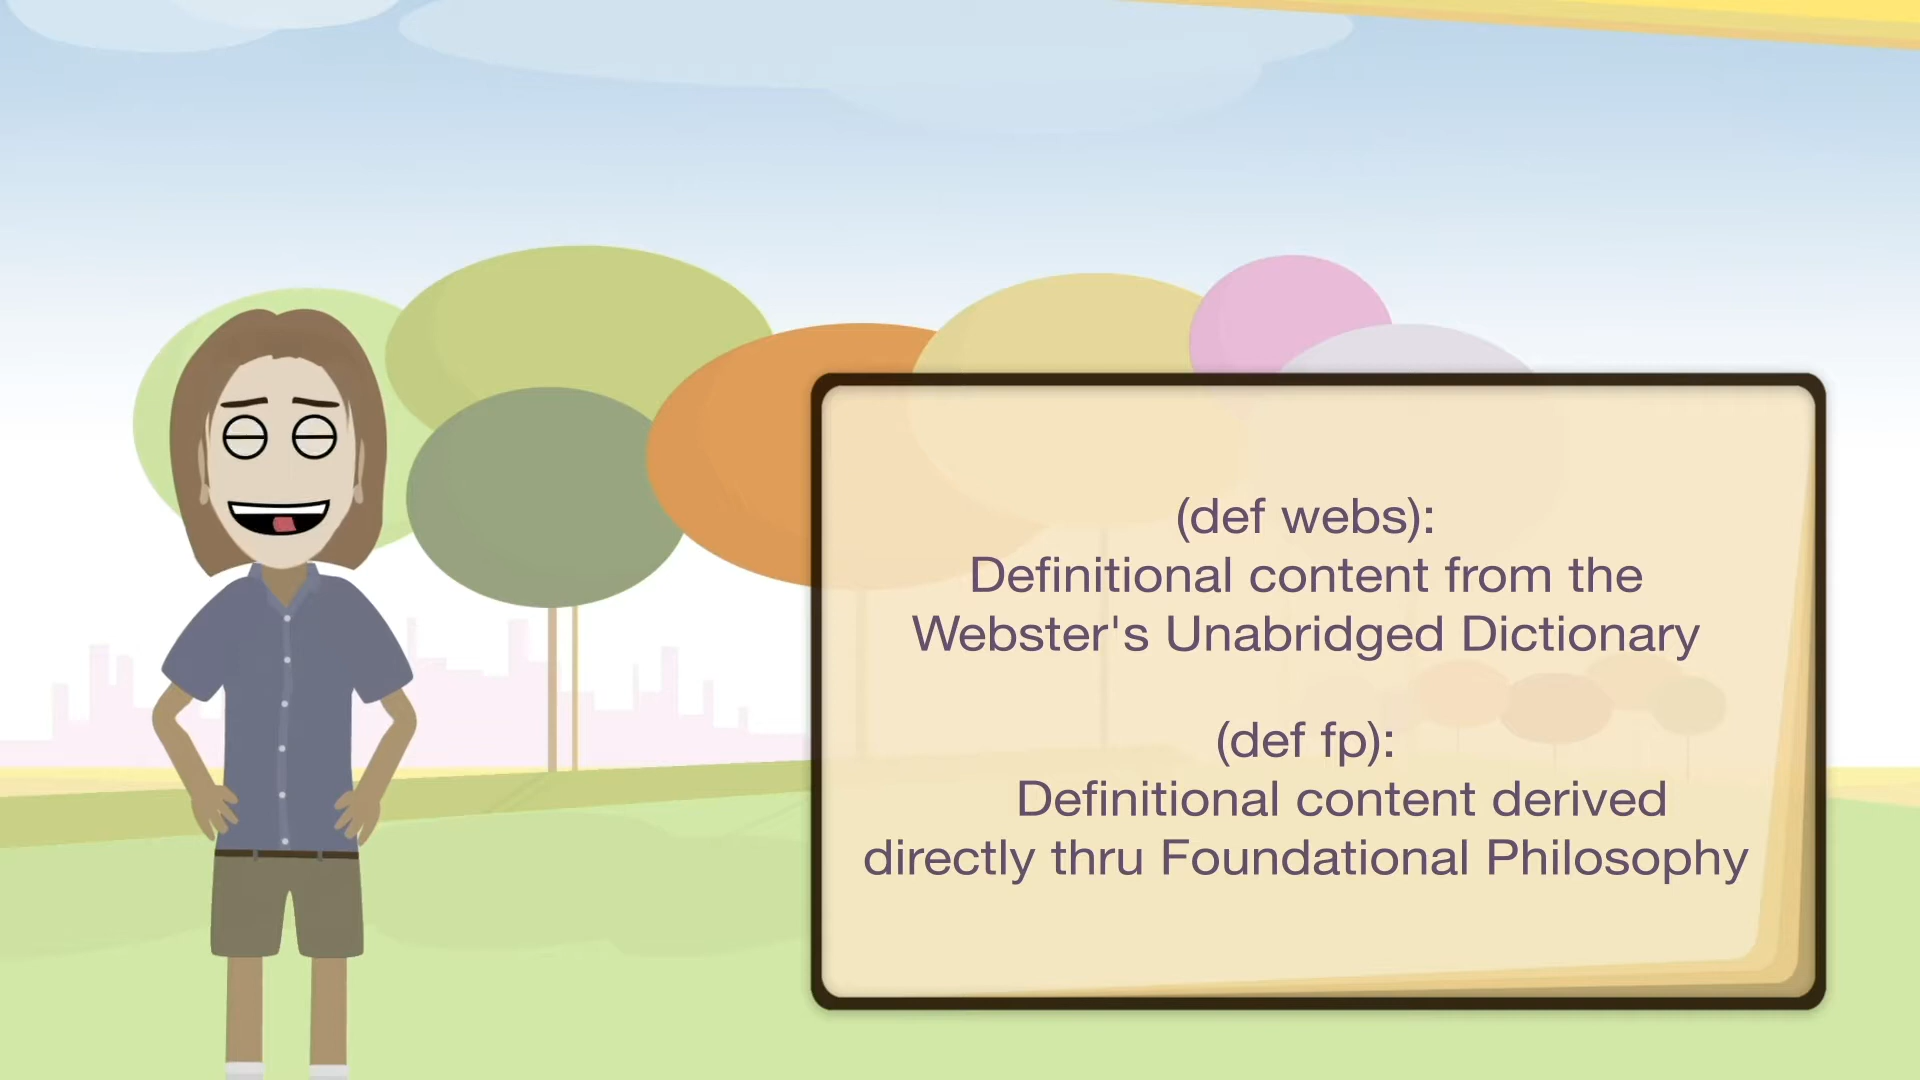 (def webs):
Definitional content from the
Webster's Unabridged Dictionary
(def fp):
Definitional content derived
directly thru Foundational Philosophy